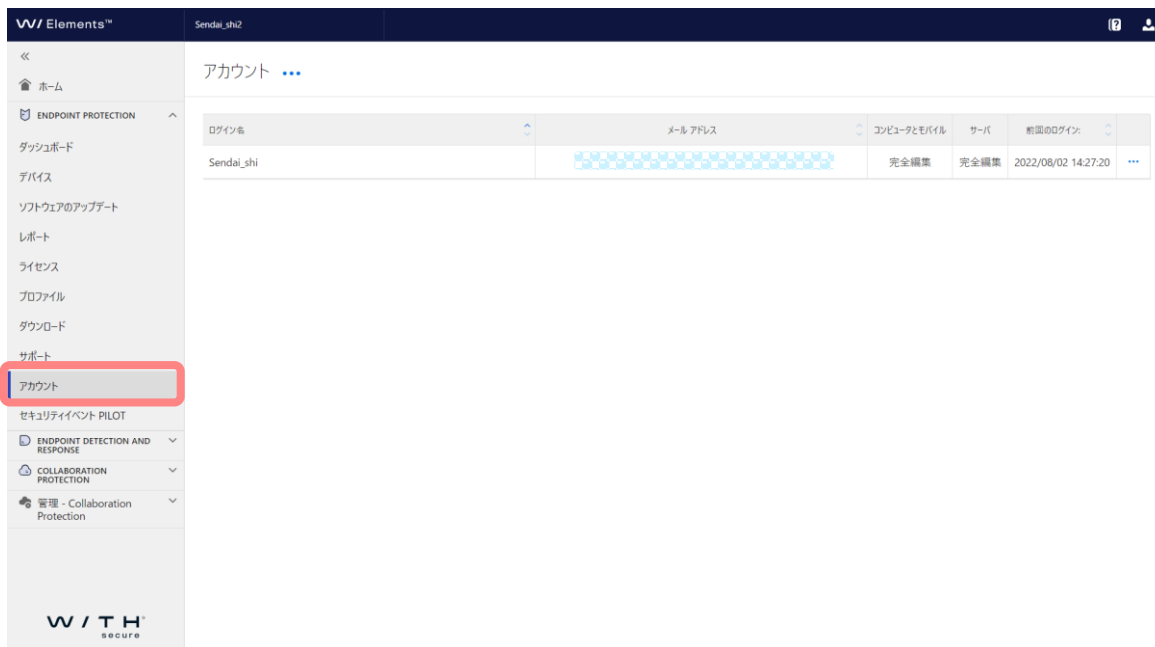 W/ Elements™
Sendai_shi2
ホーム
アカウント
ENDPOINT PROTECTION
ログイン名
メール アドレス
コンピュータとモバイル
サーバ
前回のログイン:
Sendai_shi
完全編集
完全編集
2022/08/02 14:27:20
ダッシュボード
デバイス
ソフトウェアのアップデート
レポート
ライセンス
プロファイル
ダウンロード
サポート
アカウント
セキュリティイベント PILOT
ENDPOINT DETECTION AND
RESPONSE
COLLABORATION
PROTECTION
管理 - Collaboration
Protection
W / T H®
secure